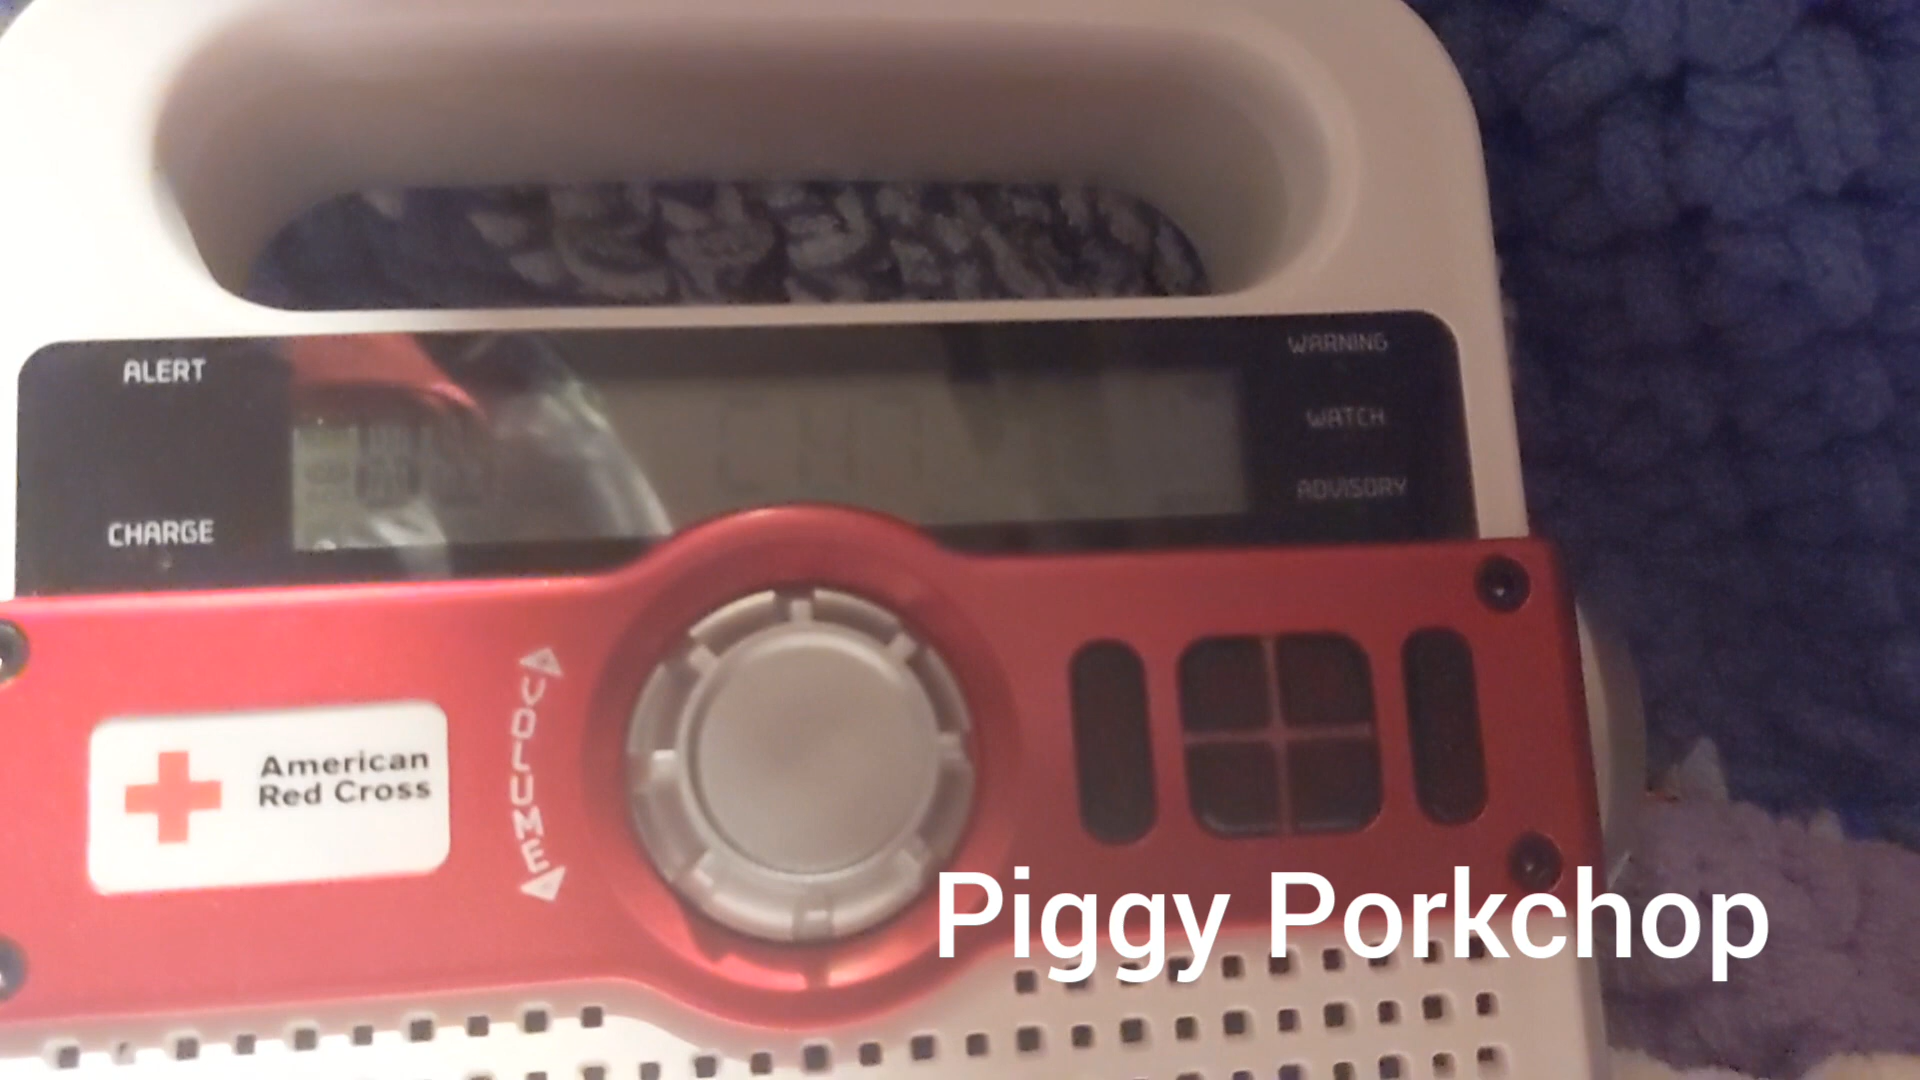 ALERT
WARNING
WATCH
ADVISORY
CHARGE
VOLUME
American
Red Cross
Piggy Porkchop